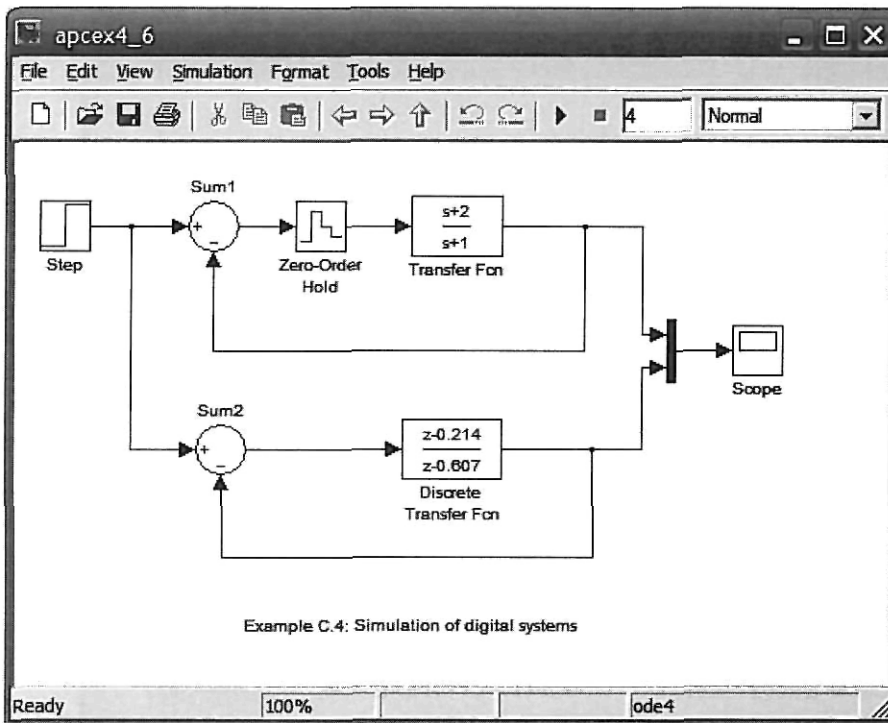 apcex4_6
File Edit View Simulation Format Tools Help
4 Normal
Sum1
+
−
Step
Zero-Order
Hold
s+2
s+1
Transfer Fcn
Scope
Sum2
+
−
z-0.214
z-0.607
Discrete
Transfer Fcn
Example C.4: Simulation of digital systems
Ready 100% ode4